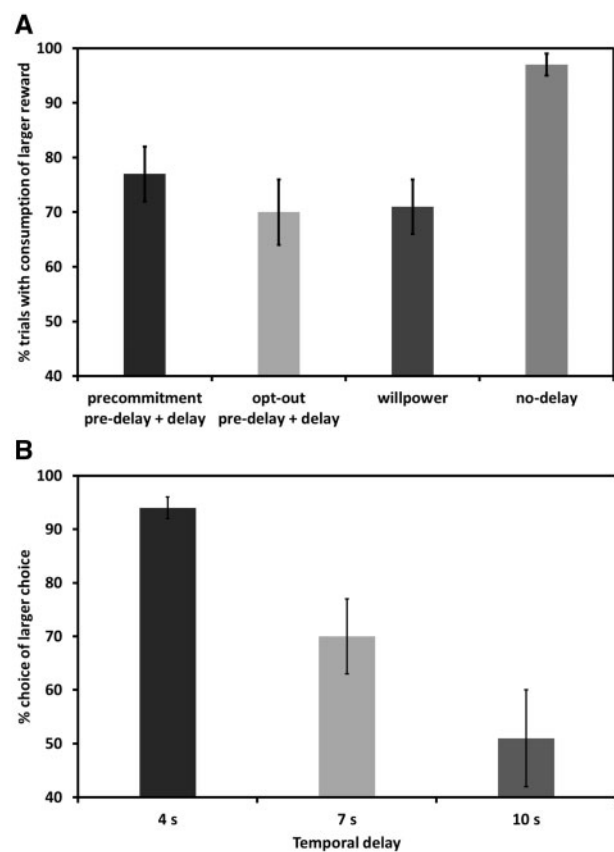 A
% trials with consumption of larger reward
100
90
80
70
60
50
40
precommitment
pre-delay + delay
opt-out
pre-delay + delay
willpower
no-delay
B
% choice of larger choice
100
90
80
70
60
50
40
4 s
7 s
10 s
Temporal delay